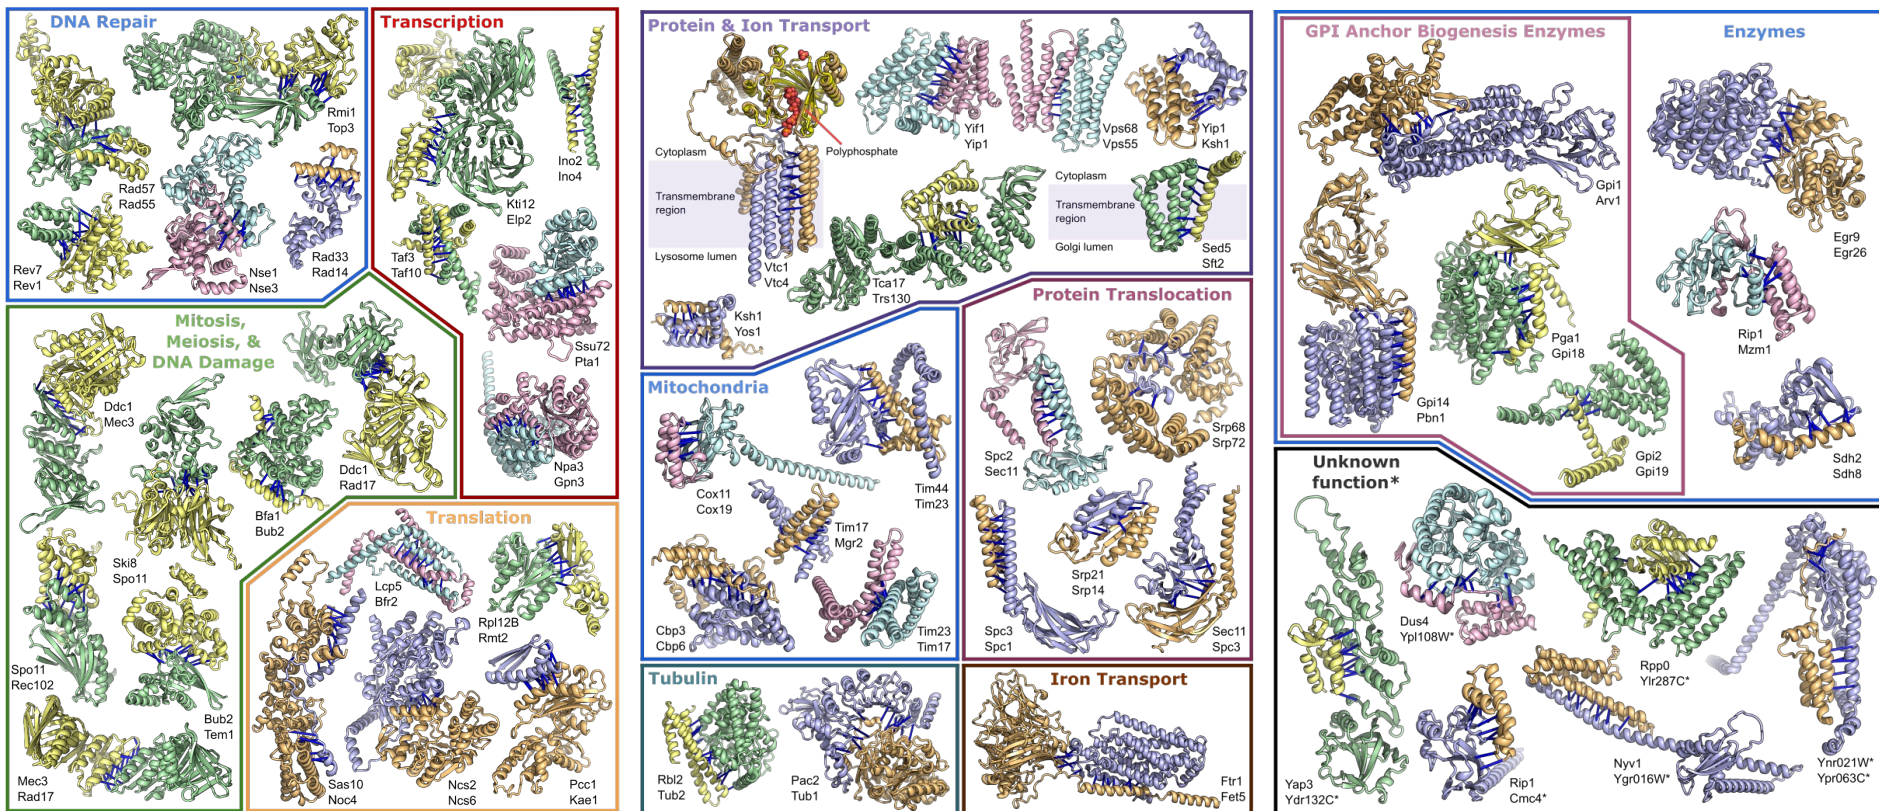 DNA Repair
Rad57
Rad55
Rmi1
Top3
Rev7
Rev1
Nse1
Nse3
Rad33
Rad14
Transcription
Ino2
Ino4
Kti12
Elp2
Taf3
Taf10
Ssu72
Pta1
Npa3
Gpn3
Mitosis,
Meiosis, &
DNA Damage
Ddc1
Mec3
Ddc1
Rad17
Bfa1
Bub2
Ski8
Spo11
Spo11
Rec102
Bub2
Tem1
Mec3
Rad17
Translation
Lcp5
Bfr2
Rpl12B
Rmt2
Sas10
Noc4
Ncs2
Ncs6
Pcc1
Kae1
Protein & Ion Transport
Cytoplasm
Transmembrane
region
Lysosome lumen
Polyphosphate
Vtc1
Vtc4
Yif1
Yip1
Vps68
Vps55
Yip1
Ksh1
Tca17
Trs130
Cytoplasm
Transmembrane
region
Golgi lumen
Sed5
Sft2
Ksh1
Yos1
Mitochondria
Cox11
Cox19
Tim44
Tim23
Tim17
Mgr2
Cbp3
Cbp6
Tim23
Tim17
Protein Translocation
Spc2
Sec11
Srp68
Srp72
Srp21
Srp14
Spc3
Spc1
Sec11
Spc3
Tubulin
Rbl2
Tub2
Pac2
Tub1
Iron Transport
Ftr1
Fet5
GPI Anchor Biogenesis Enzymes
Gpi1
Arv1
Pga1
Gpi18
Gpi14
Pbn1
Gpi2
Gpi19
Enzymes
Egr9
Egr26
Rip1
Mzm1
Sdh2
Sdh8
Unknown
function*
Dus4
Ypl108W*
Rpp0
Ylr287C*
Yap3
Ydr132C*
Rip1
Cmc4*
Nyv1
Ygr016W*
Ynr021W*
Ypr063C*